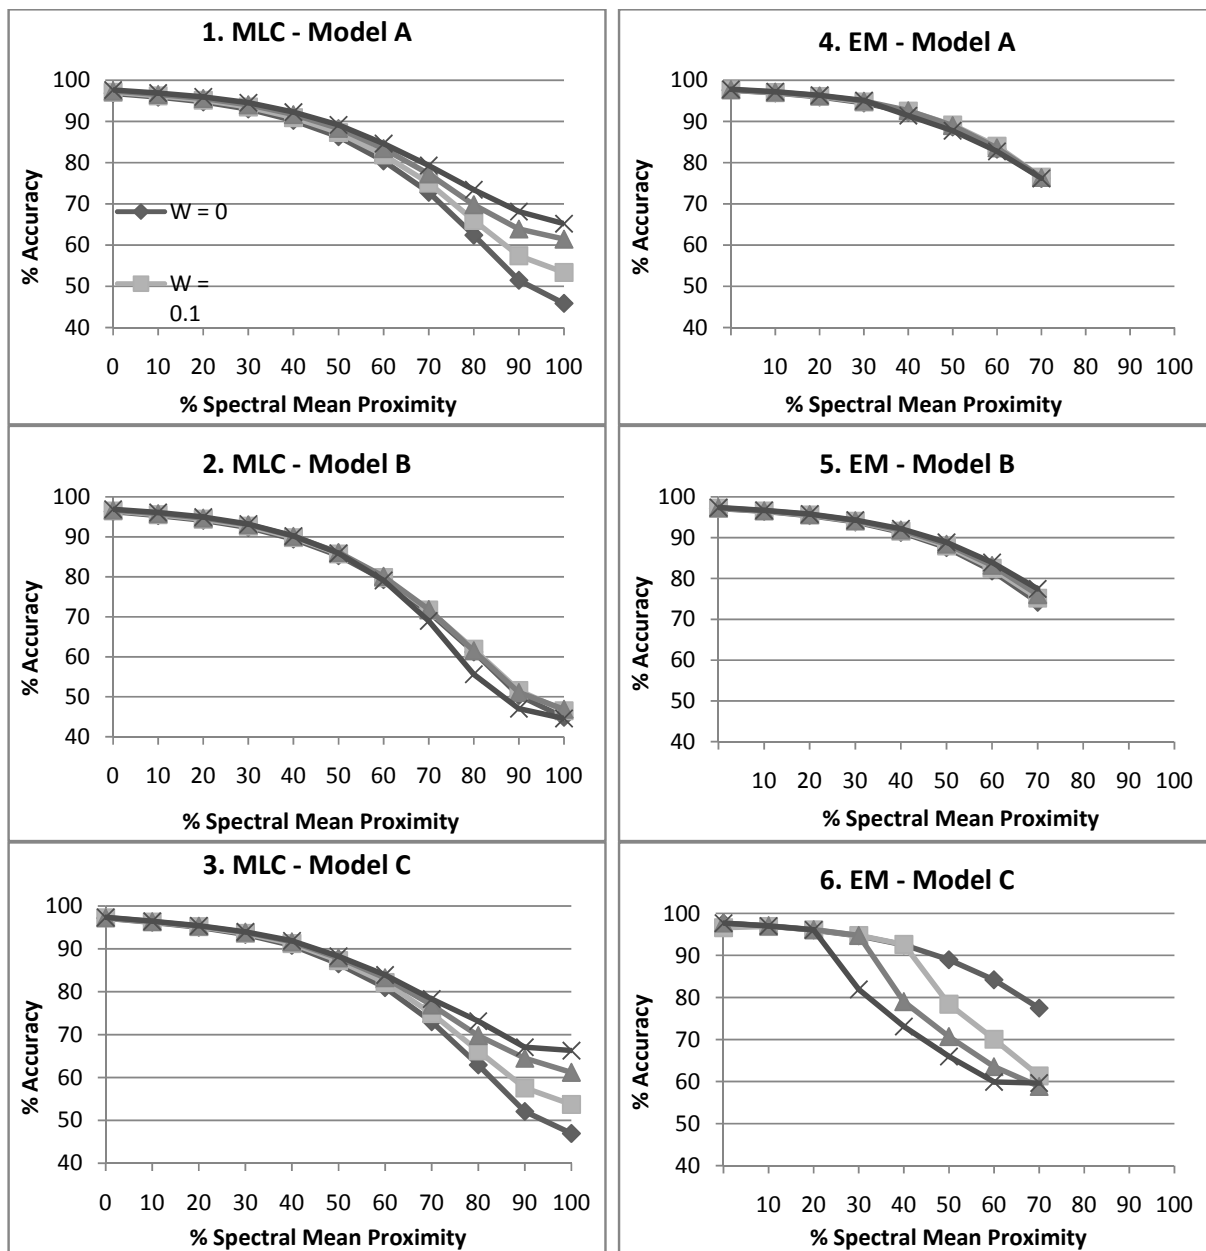 1. MLC - Model A
% Accuracy
100
90
80
70
60
50
40
W = 0
W =
0.1
0 10 20 30 40 50 60 70 80 90 100
% Spectral Mean Proximity
4. EM - Model A
% Accuracy
100
90
80
70
60
50
40
10 20 30 40 50 60 70 80 90 100
% Spectral Mean Proximity
2. MLC - Model B
% Accuracy
100
90
80
70
60
50
40
0 10 20 30 40 50 60 70 80 90 100
% Spectral Mean Proximity
5. EM - Model B
% Accuracy
100
90
80
70
60
50
40
10 20 30 40 50 60 70 80 90 100
% Spectral Mean Proximity
3. MLC - Model C
% Accuracy
100
90
80
70
60
50
40
0 10 20 30 40 50 60 70 80 90 100
% Spectral Mean Proximity
6. EM - Model C
% Accuracy
100
90
80
70
60
50
40
10 20 30 40 50 60 70 80 90 100
% Spectral Mean Proximity